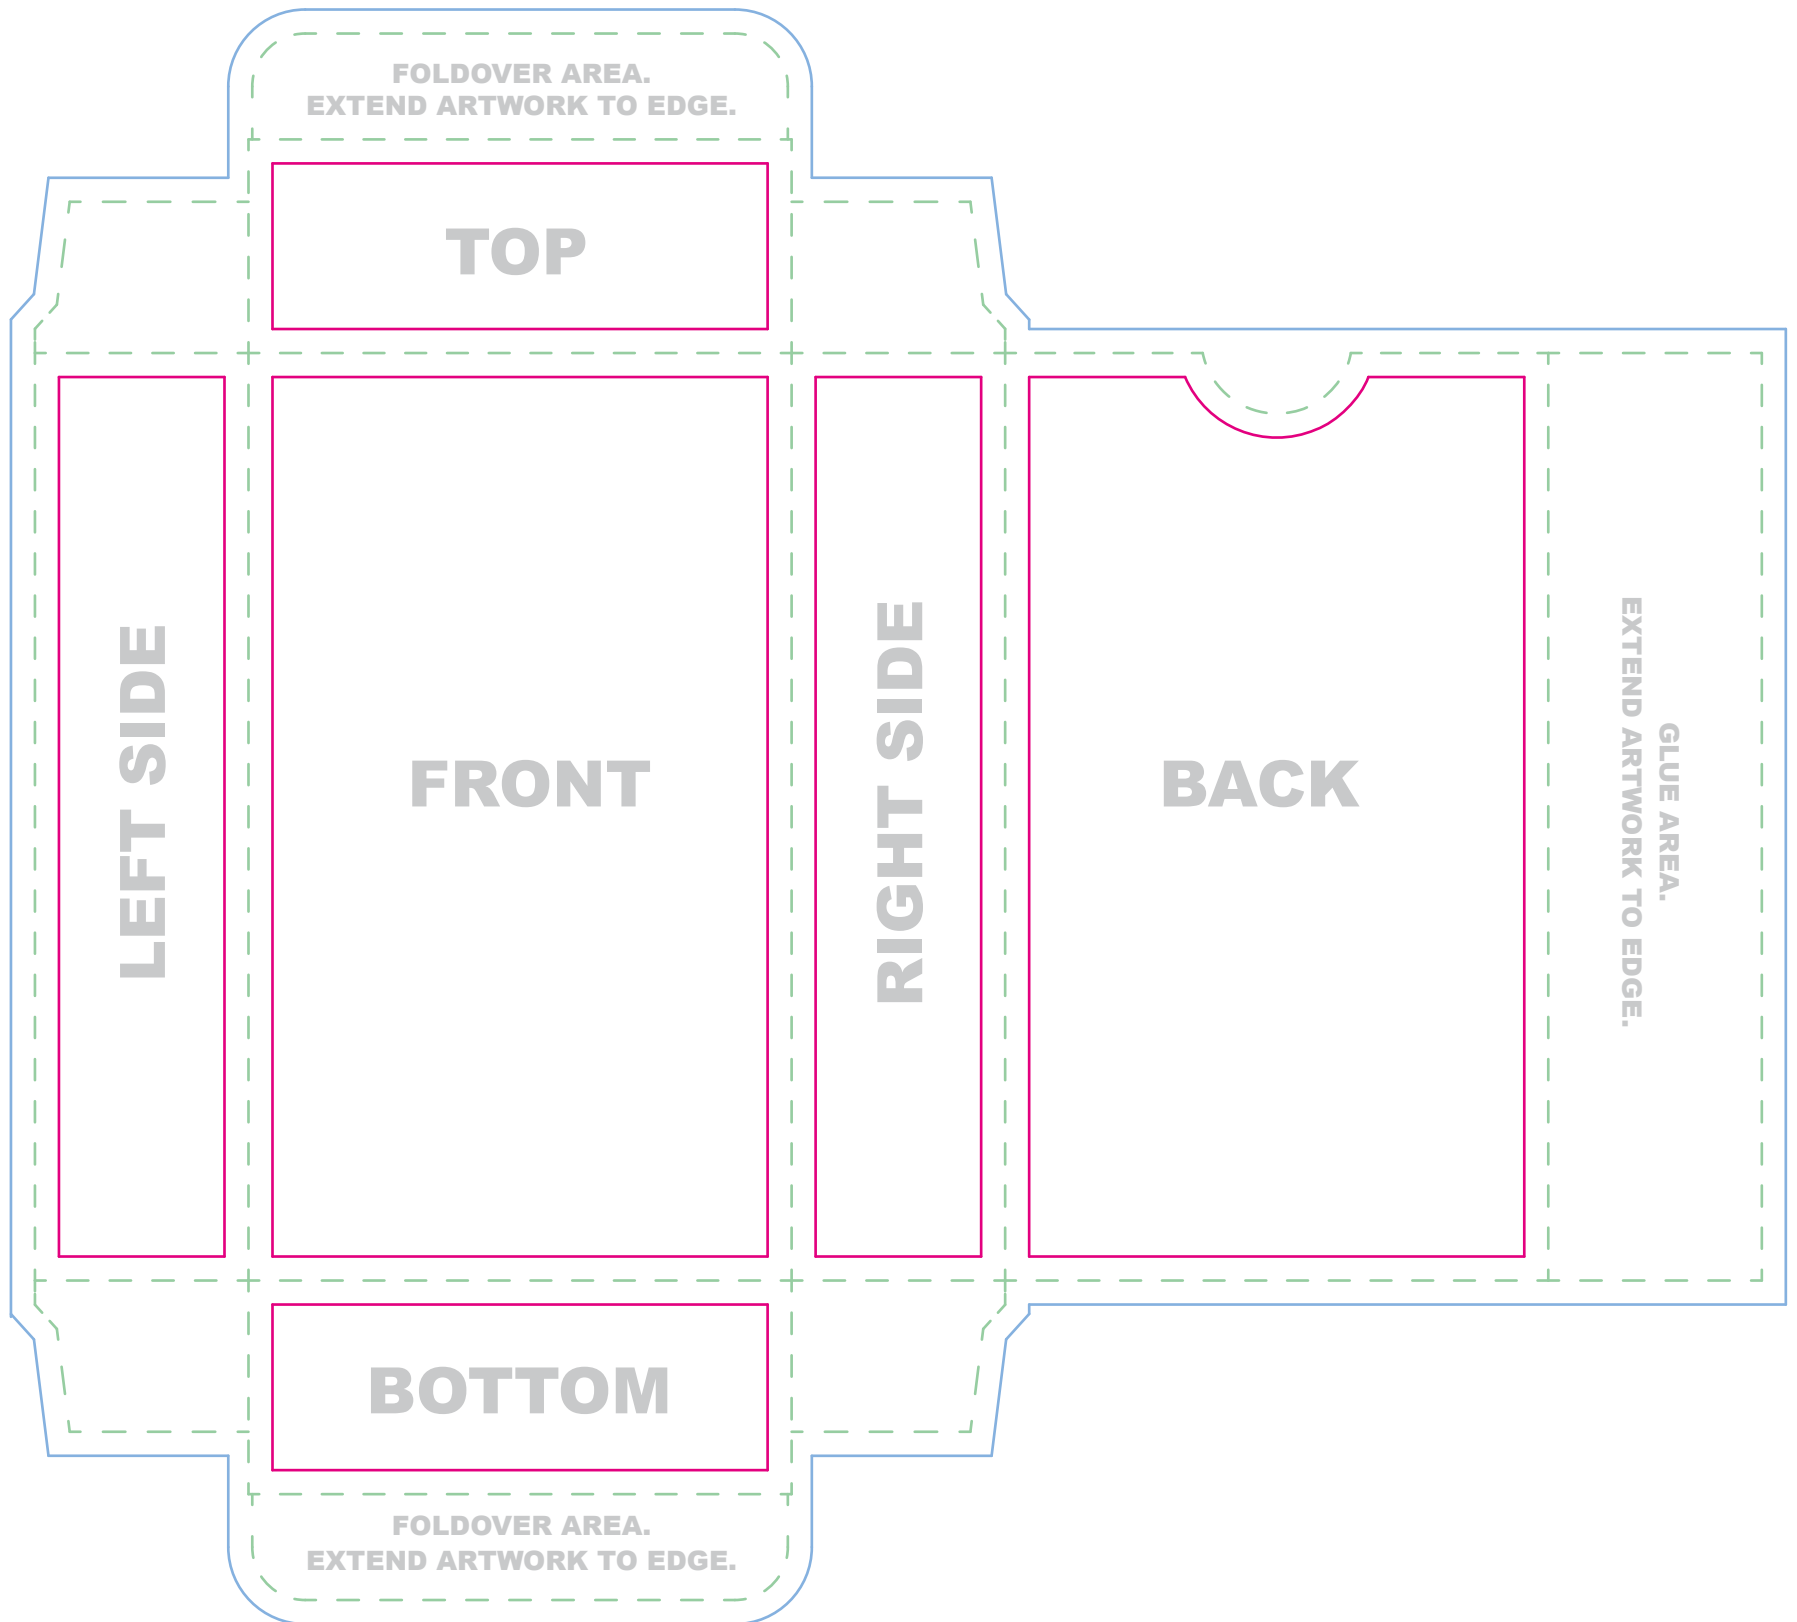 FOLDOVER AREA.
EXTEND ARTWORK TO EDGE.
TOP
LEFT SIDE
FRONT
RIGHT SIDE
BACK
GLUE AREA.
EXTEND ARTWORK TO EDGE.
BOTTOM
FOLDOVER AREA.
EXTEND ARTWORK TO EDGE.